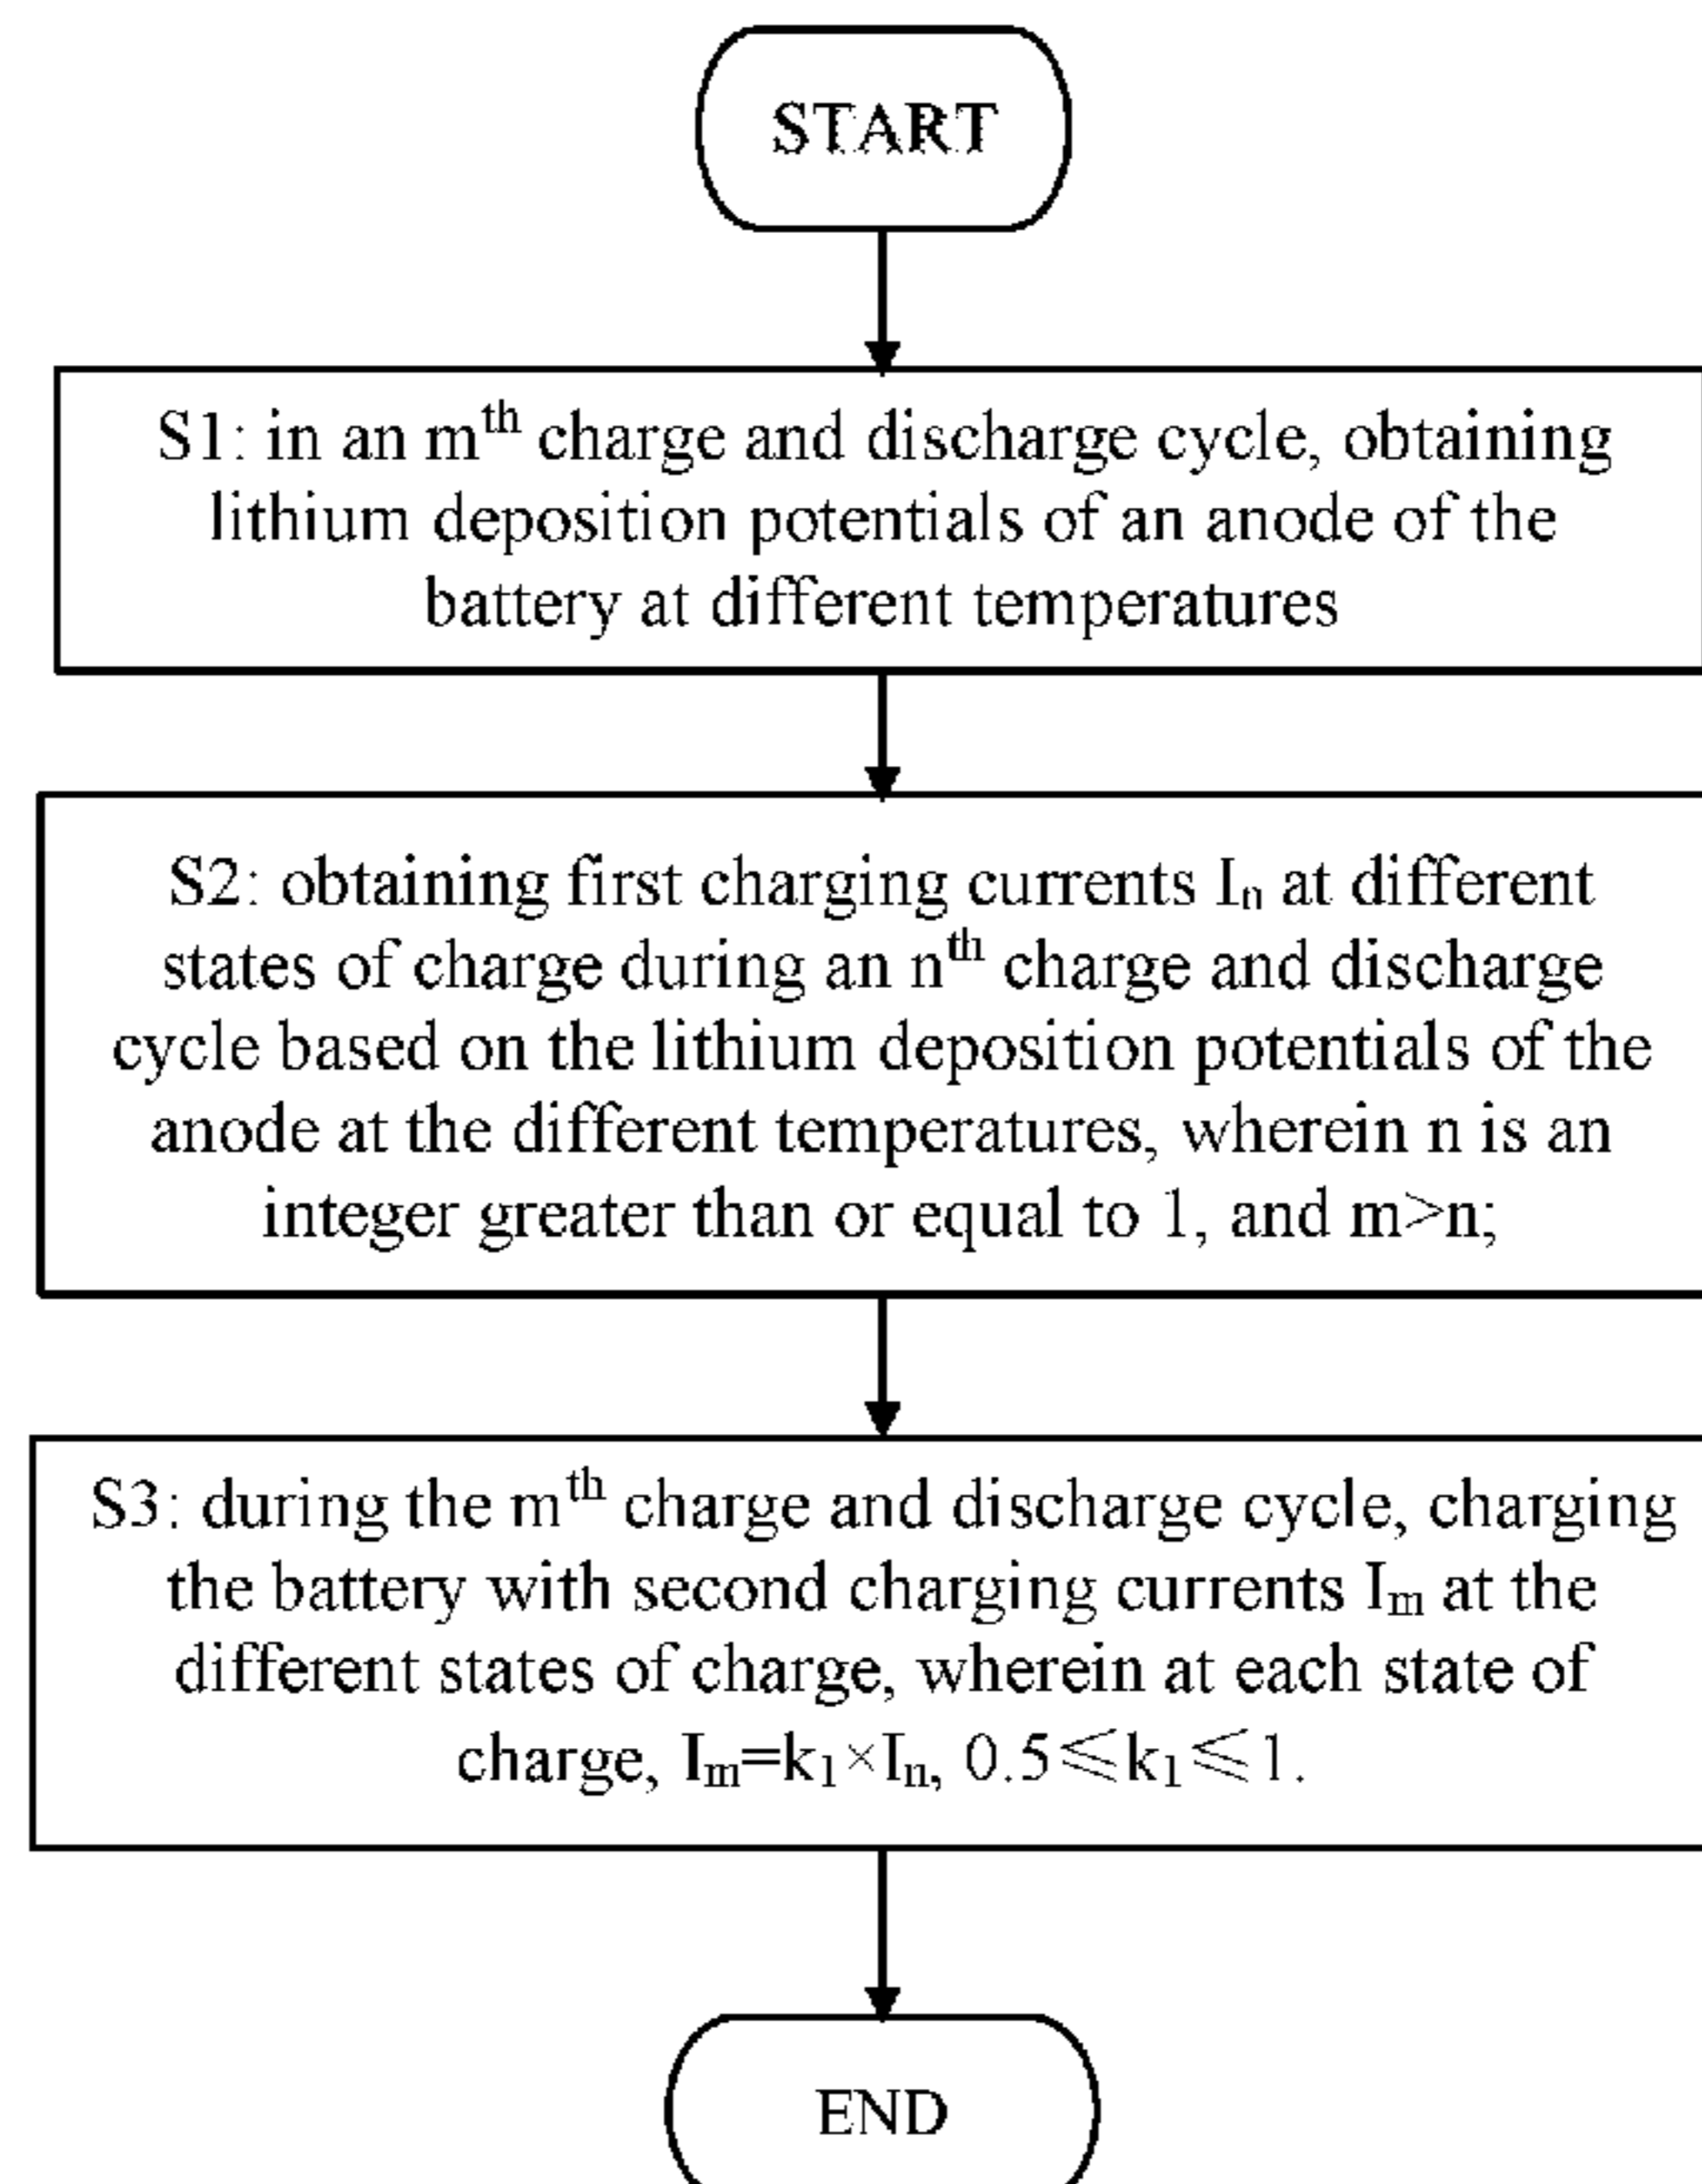 START
S1: in an mᵗʰ charge and discharge cycle, obtaining
lithium deposition potentials of an anode of the
battery at different temperatures
S2: obtaining first charging currents Iₙ at different
states of charge during an nᵗʰ charge and discharge
cycle based on the lithium deposition potentials of the
anode at the different temperatures, wherein n is an
integer greater than or equal to 1, and m>n;
S3: during the mᵗʰ charge and discharge cycle, charging
the battery with second charging currents Iₘ at the
different states of charge, wherein at each state of
charge, Iₘ=k₁×Iₙ, 0.5≤k₁≤1.
END